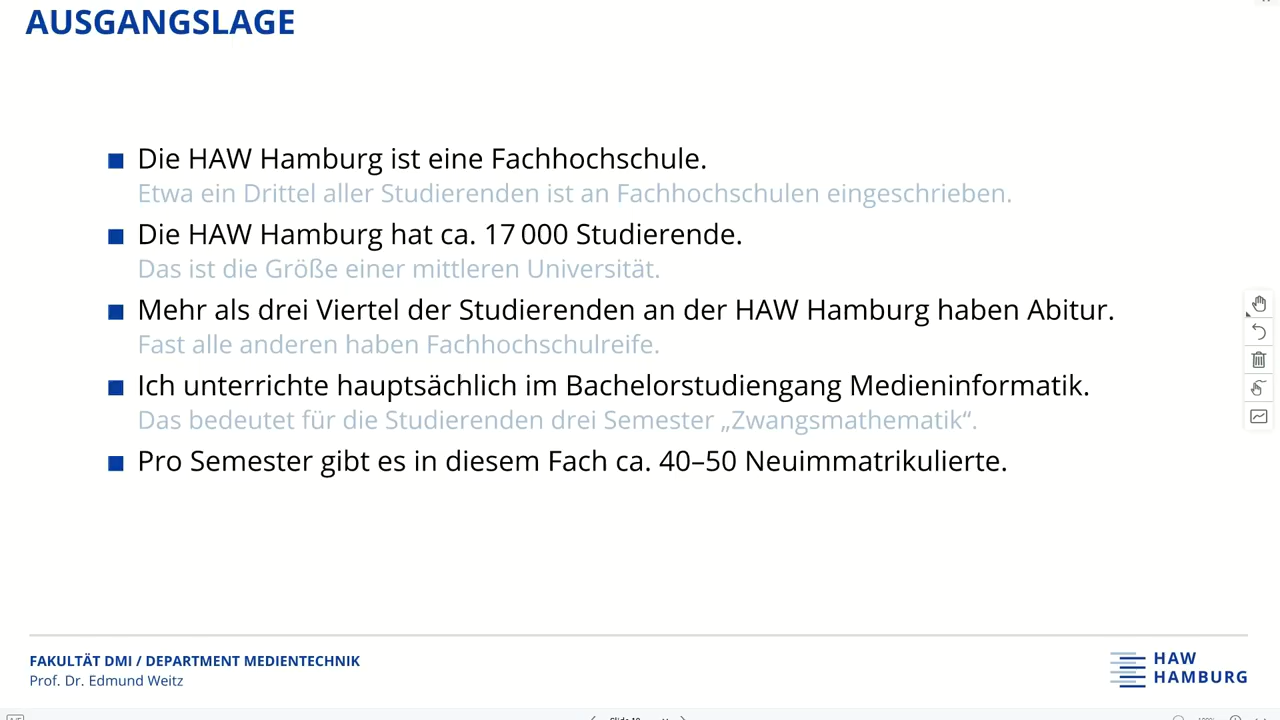 AUSGANGSLAGE
Die HAW Hamburg ist eine Fachhochschule.
Etwa ein Drittel aller Studierenden ist an Fachhochschulen eingeschrieben.
Die HAW Hamburg hat ca. 17 000 Studierende.
Das ist die Größe einer mittleren Universität.
Mehr als drei Viertel der Studierenden an der HAW Hamburg haben Abitur.
Fast alle anderen haben Fachhochschulreife.
Ich unterrichte hauptsächlich im Bachelorstudiengang Medieninformatik.
Das bedeutet für die Studierenden drei Semester „Zwangsmathematik“.
Pro Semester gibt es in diesem Fach ca. 40–50 Neuimmatrikulierte.
FAKULTÄT DMI / DEPARTMENT MEDIENTECHNIK
Prof. Dr. Edmund Weitz
HAW
HAMBURG